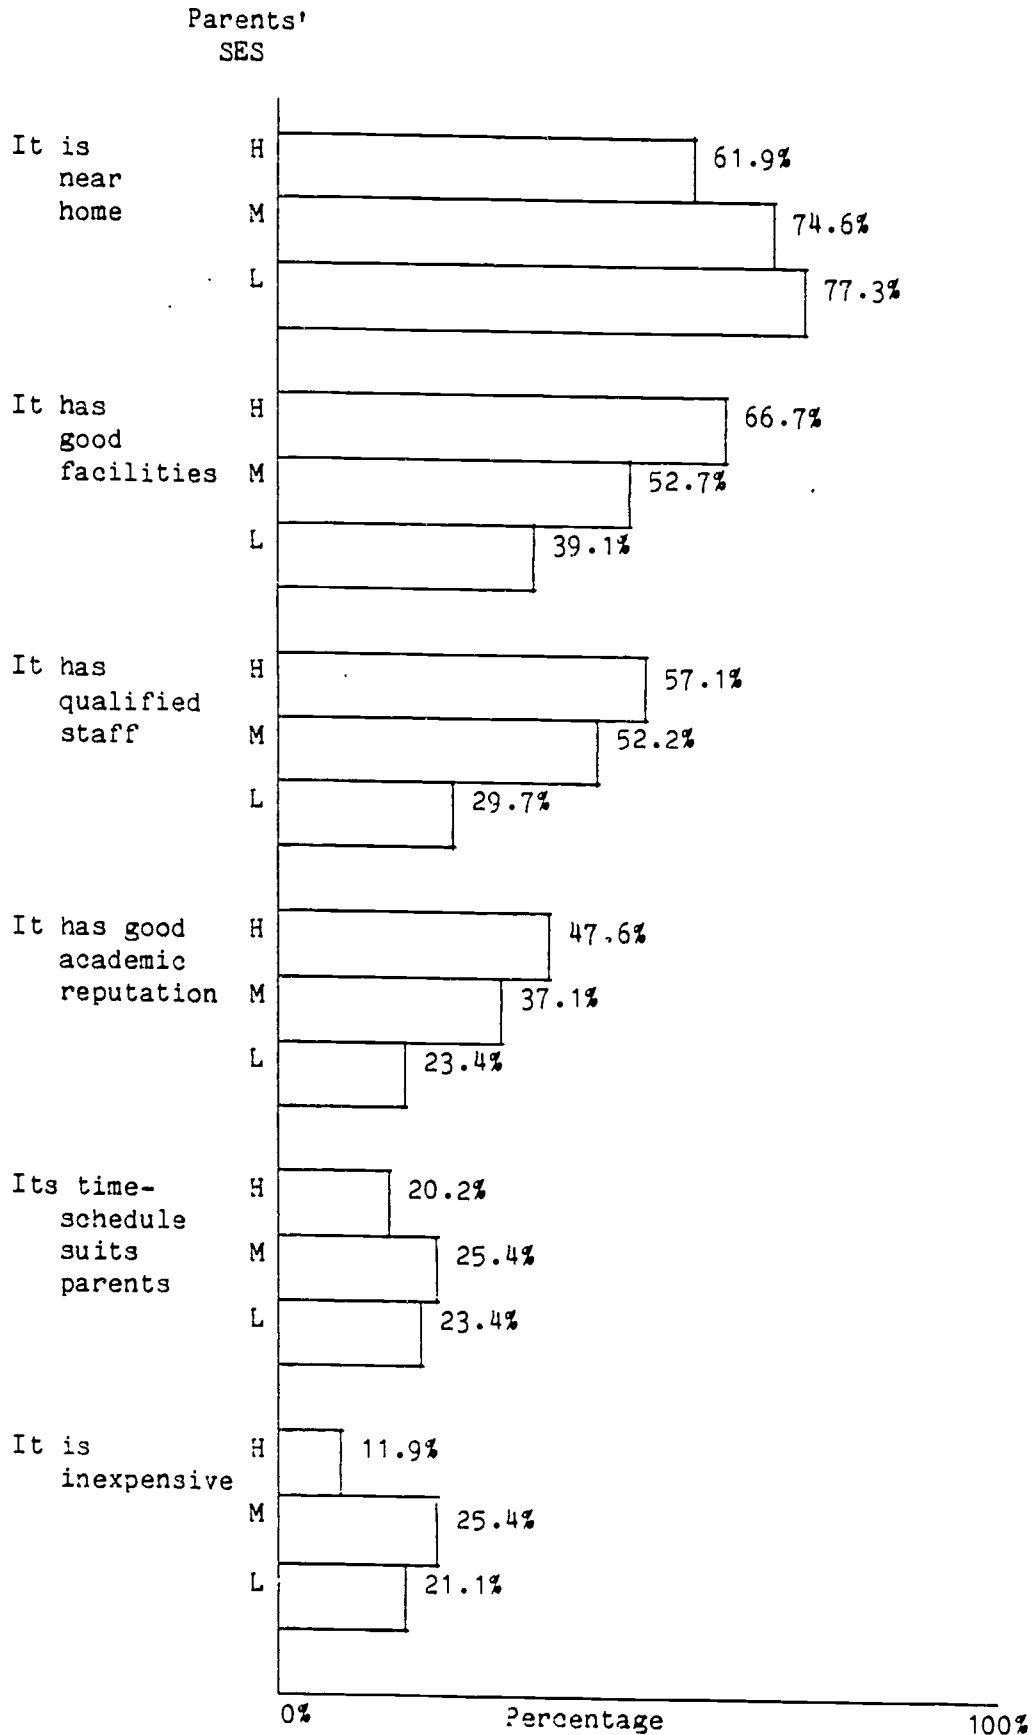 Parents'
SES
It is H 61.9%
near
home M 74.6%
L 77.3%
It has H 66.7%
good
facilities M 52.7%
L 39.1%
It has H 57.1%
qualified
staff M 52.2%
L 29.7%
It has good H 47.6%
academic
reputation M 37.1%
L 23.4%
Its time- H 20.2%
schedule
suits M 25.4%
parents
L 23.4%
It is H 11.9%
inexpensive
M 25.4%
L 21.1%
0% Percentage 100%